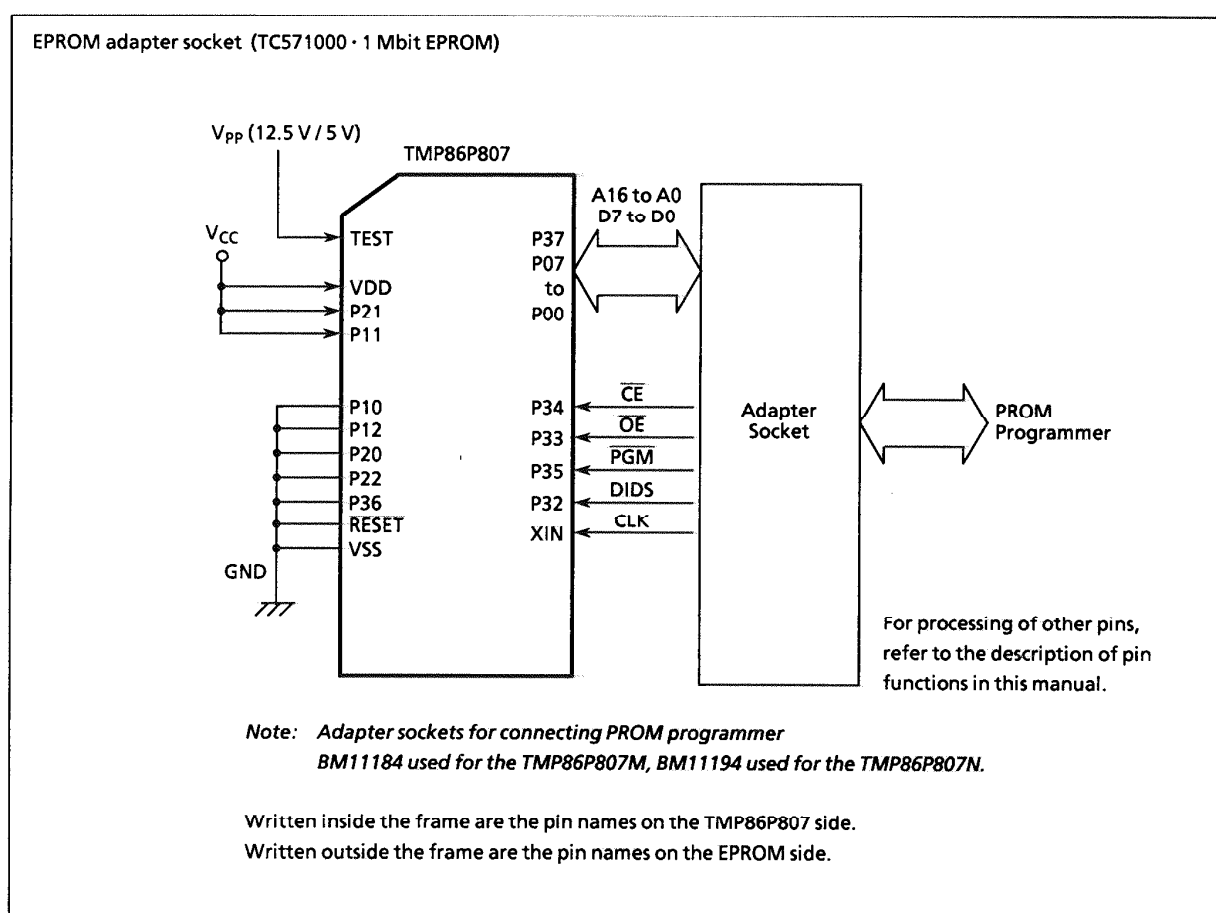 EPROM adapter socket (TC571000 · 1 Mbit EPROM)
VPP (12.5 V / 5 V)
TMP86P807
VCC
TEST
VDD
P21
P11
P10
P12
P20
P22
P36
RESET
VSS
GND
P37
P07
to
P00
P34
P33
P35
P32
XIN
A16 to A0
D7 to D0
CE
OE
PGM
DIDS
CLK
Adapter
Socket
PROM
Programmer
For processing of other pins,
refer to the description of pin
functions in this manual.
Note: Adapter sockets for connecting PROM programmer
BM11184 used for the TMP86P807M, BM11194 used for the TMP86P807N.
Written inside the frame are the pin names on the TMP86P807 side.
Written outside the frame are the pin names on the EPROM side.